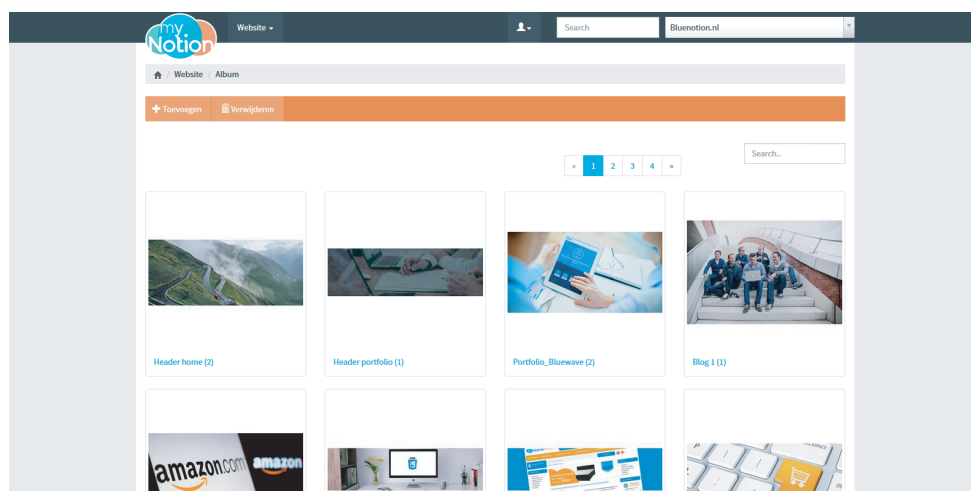 my
Notion
Website
Search
Bluenotion.nl
/ Website / Album
Toevoegen
Verwijderen
« 1 2 3 4 »
Search..
Header home (2)
Header portfolio (1)
Portfolio_Bluewave (2)
Blog 1 (1)
amazon.com
amazon